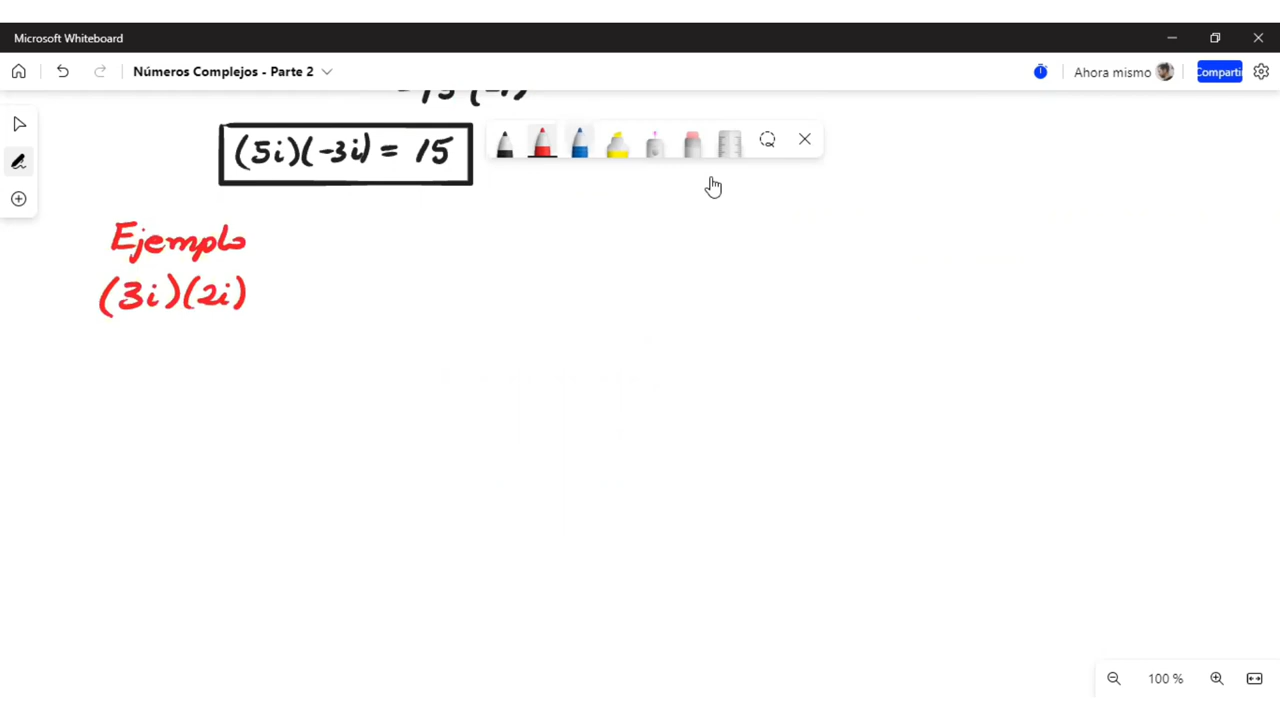 Microsoft Whiteboard
Números Complejos - Parte 2
Ahora mismo
Comparti
(5i)(-3i) = 15
Ejemplo
(3i)(2i)
100 %